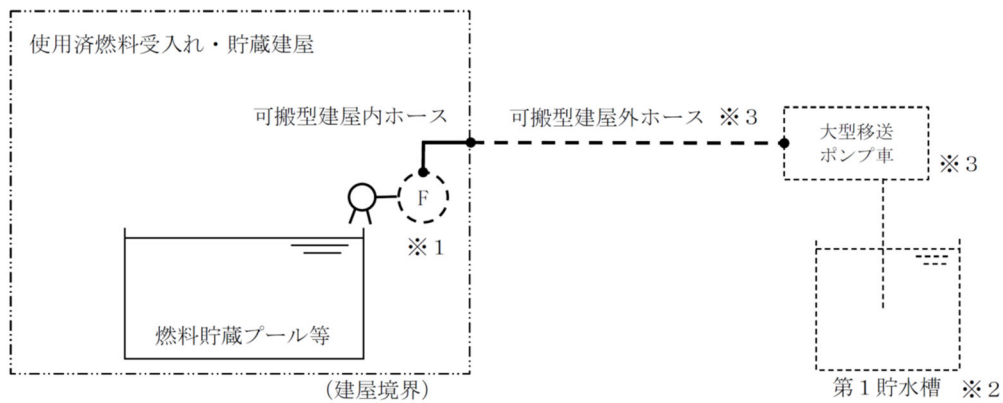 使用済燃料受入れ・貯蔵建屋
可搬型建屋内ホース
可搬型建屋外ホース ※3
大型移送
ポンプ車
※3
F
※1
燃料貯蔵プール等
(建屋境界)
第1貯水槽 ※2